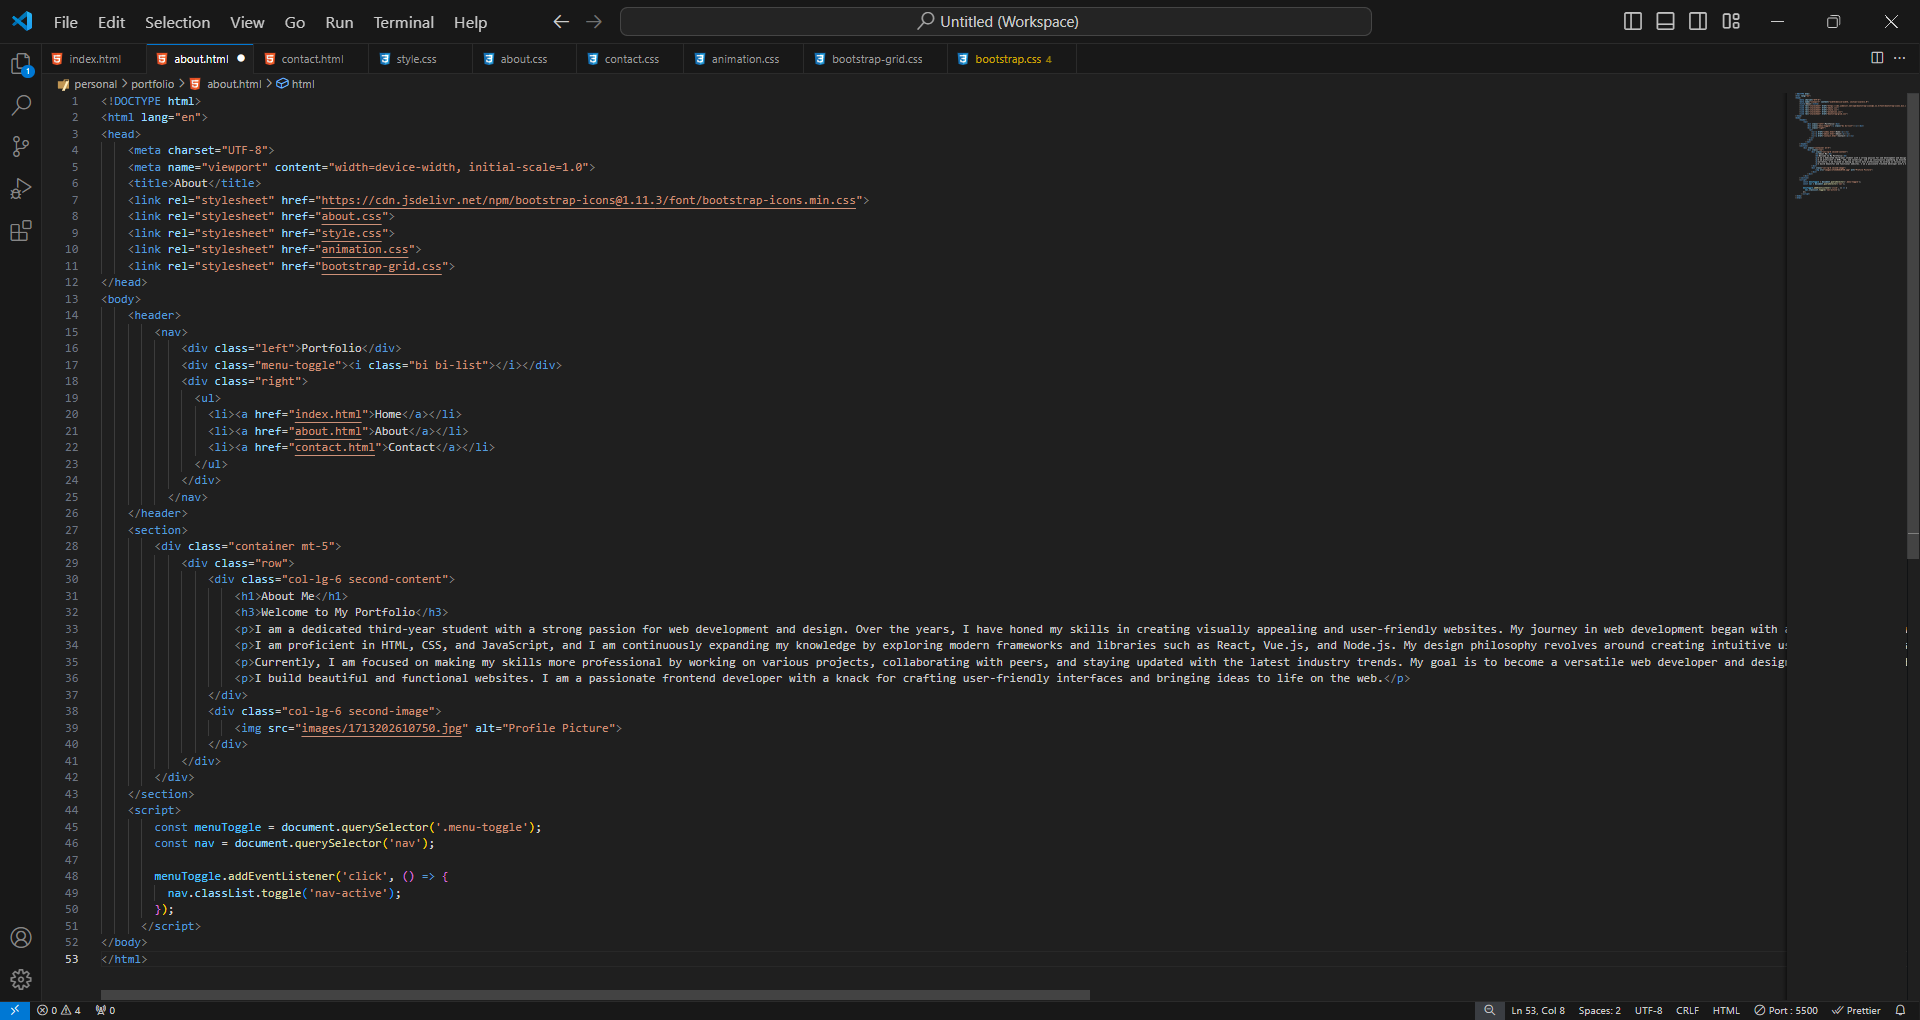 File Edit Selection View Go Run Terminal Help Untitled (Workspace)
index.html about.html contact.html style.css about.css contact.css animation.css bootstrap-grid.css bootstrap.css 4
personal > portfolio > about.html > html
1
1 <!DOCTYPE html>
2 <html lang="en">
3 <head>
4 <meta charset="UTF-8">
5 <meta name="viewport" content="width=device-width, initial-scale=1.0">
6 <title>About</title>
7 <link rel="stylesheet" href="https://cdn.jsdelivr.net/npm/bootstrap-icons@1.11.3/font/bootstrap-icons.min.css">
8 <link rel="stylesheet" href="about.css">
9 <link rel="stylesheet" href="style.css">
10 <link rel="stylesheet" href="animation.css">
11 <link rel="stylesheet" href="bootstrap-grid.css">
12 </head>
13 <body>
14 <header>
15 <nav>
16 <div class="left">Portfolio</div>
17 <div class="menu-toggle"><i class="bi bi-list"></i></div>
18 <div class="right">
19 <ul>
20 <li><a href="index.html">Home</a></li>
21 <li><a href="about.html">About</a></li>
22 <li><a href="contact.html">Contact</a></li>
23 </ul>
24 </div>
25 </nav>
26 </header>
27 <section>
28 <div class="container mt-5">
29 <div class="row">
30 <div class="col-lg-6 second-content">
31 <h1>About Me</h1>
32 <h3>Welcome to My Portfolio</h3>
33 <p>I am a dedicated third-year student with a strong passion for web development and design. Over the years, I have honed my skills in creating visually appealing and user-friendly websites. My journey in web development began with
34 <p>I am proficient in HTML, CSS, and JavaScript, and I am continuously expanding my knowledge by exploring modern frameworks and libraries such as React, Vue.js, and Node.js. My design philosophy revolves around creating intuitive
35 <p>Currently, I am focused on making my skills more professional by working on various projects, collaborating with peers, and staying updated with the latest industry trends. My goal is to become a versatile web developer and
36 <p>I build beautiful and functional websites. I am a passionate frontend developer with a knack for crafting user-friendly interfaces and bringing ideas to life on the web.</p>
37 </div>
38 <div class="col-lg-6 second-image">
39 <img src="images/1713202610750.jpg" alt="Profile Picture">
40 </div>
41 </div>
42 </div>
43 </section>
44 <script>
45 const menuToggle = document.querySelector('.menu-toggle');
46 const nav = document.querySelector('nav');
47
48 menuToggle.addEventListener('click', () => {
49 nav.classList.toggle('nav-active');
50 });
51 </script>
52 </body>
53 </html>
0 4 0 Ln 53, Col 8 Spaces: 2 UTF-8 CRLF HTML Port : 5500 Prettier